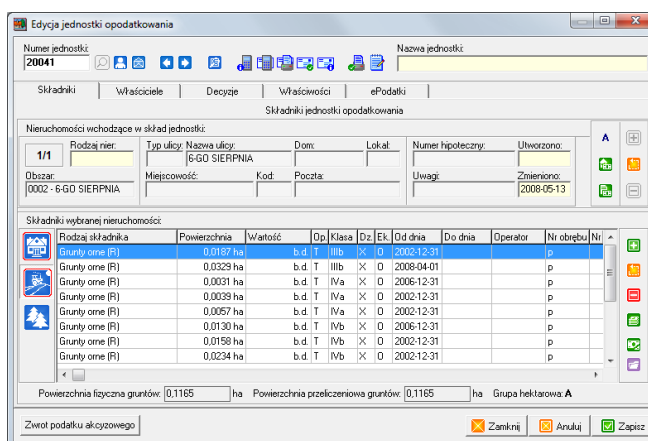 Edycja jednostki opodatkowania
Numer jednostki:
Nazwa jednostki:
20041
Składniki
Właściciele
Decyzje
Właściwości
ePodatki
Składniki jednostki opodatkowania
Nieruchomości wchodzące w skład jednostki:
1/1
Rodzaj nier:
Typ ulicy: Nazwa ulicy:
Dom:
Lokal:
Numer hipoteczny:
Utworzono:
6-GO SIERPNIA
Obszar:
Miejscowość:
Kod:
Poczta:
Uwagi:
Zmieniono:
0002 - 6-GO SIERPNIA
2008-05-13
A
Składniki wybranej nieruchomości:
Rodzaj składnika Powierzchnia Wartość Op. Klasa Dz. Ek. Od dnia Do dnia Operator Nr obrębu Nr
Grunty orne (R) 0,0187 ha b.d. T IIIb X 0 2002-12-31 p
Grunty orne (R) 0,0329 ha b.d. T IIIb X 0 2008-04-01 p
Grunty orne (R) 0,0031 ha b.d. T IVa X 0 2006-12-31 p
Grunty orne (R) 0,0039 ha b.d. T IVa X 0 2002-12-31 p
Grunty orne (R) 0,0057 ha b.d. T IVa X 0 2002-12-31 p
Grunty orne (R) 0,0130 ha b.d. T IVb X 0 2006-12-31 p
Grunty orne (R) 0,0158 ha b.d. T IVb X 0 2002-12-31 p
Grunty orne (R) 0,0234 ha b.d. T IVb X 0 2002-12-31 p
Powierzchnia fizyczna gruntów: 0,1165 ha Powierzchnia przeliczeniowa gruntów: 0,1165 ha Grupa hektarowa: A
Zwrot podatku akcyzowego
Zamknij
Anuluj
Zapisz